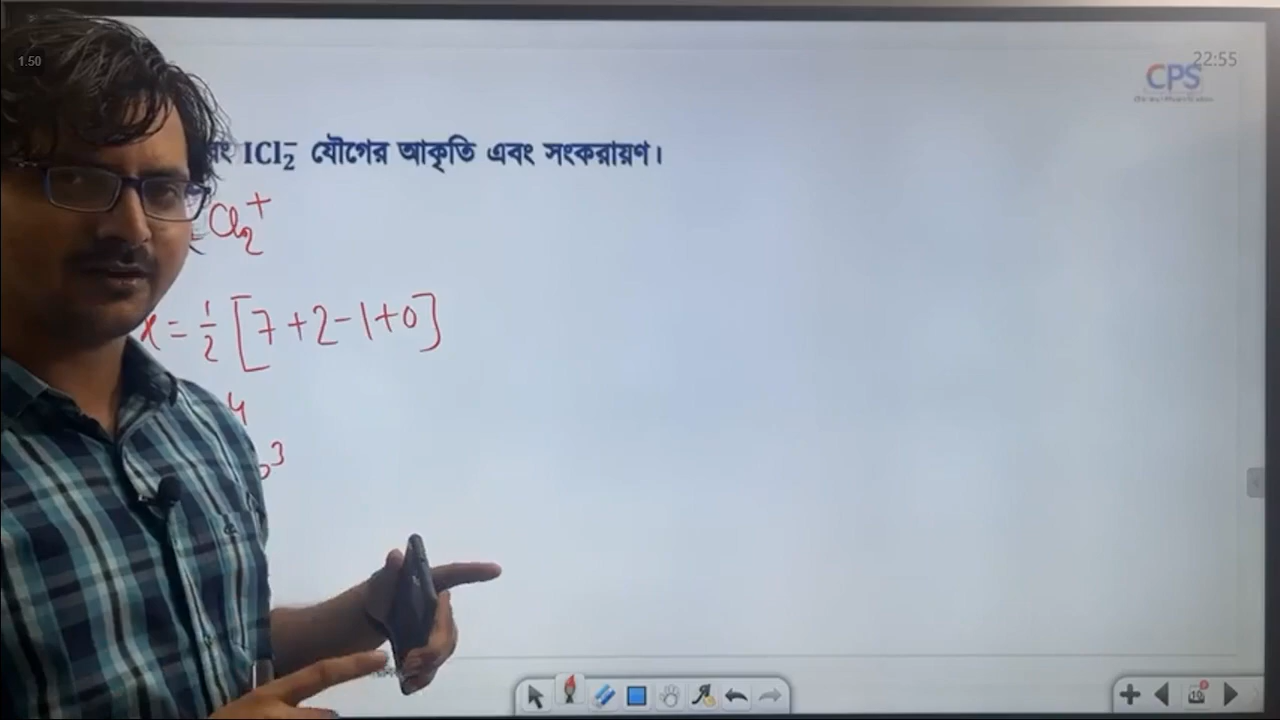 1.50
22:55
CPS
ICl₂⁻ যৌগের আকৃতি এবং সংকরায়ণ।
Cl₂⁺
x = 1/2 [7+2-1+0]
4
3